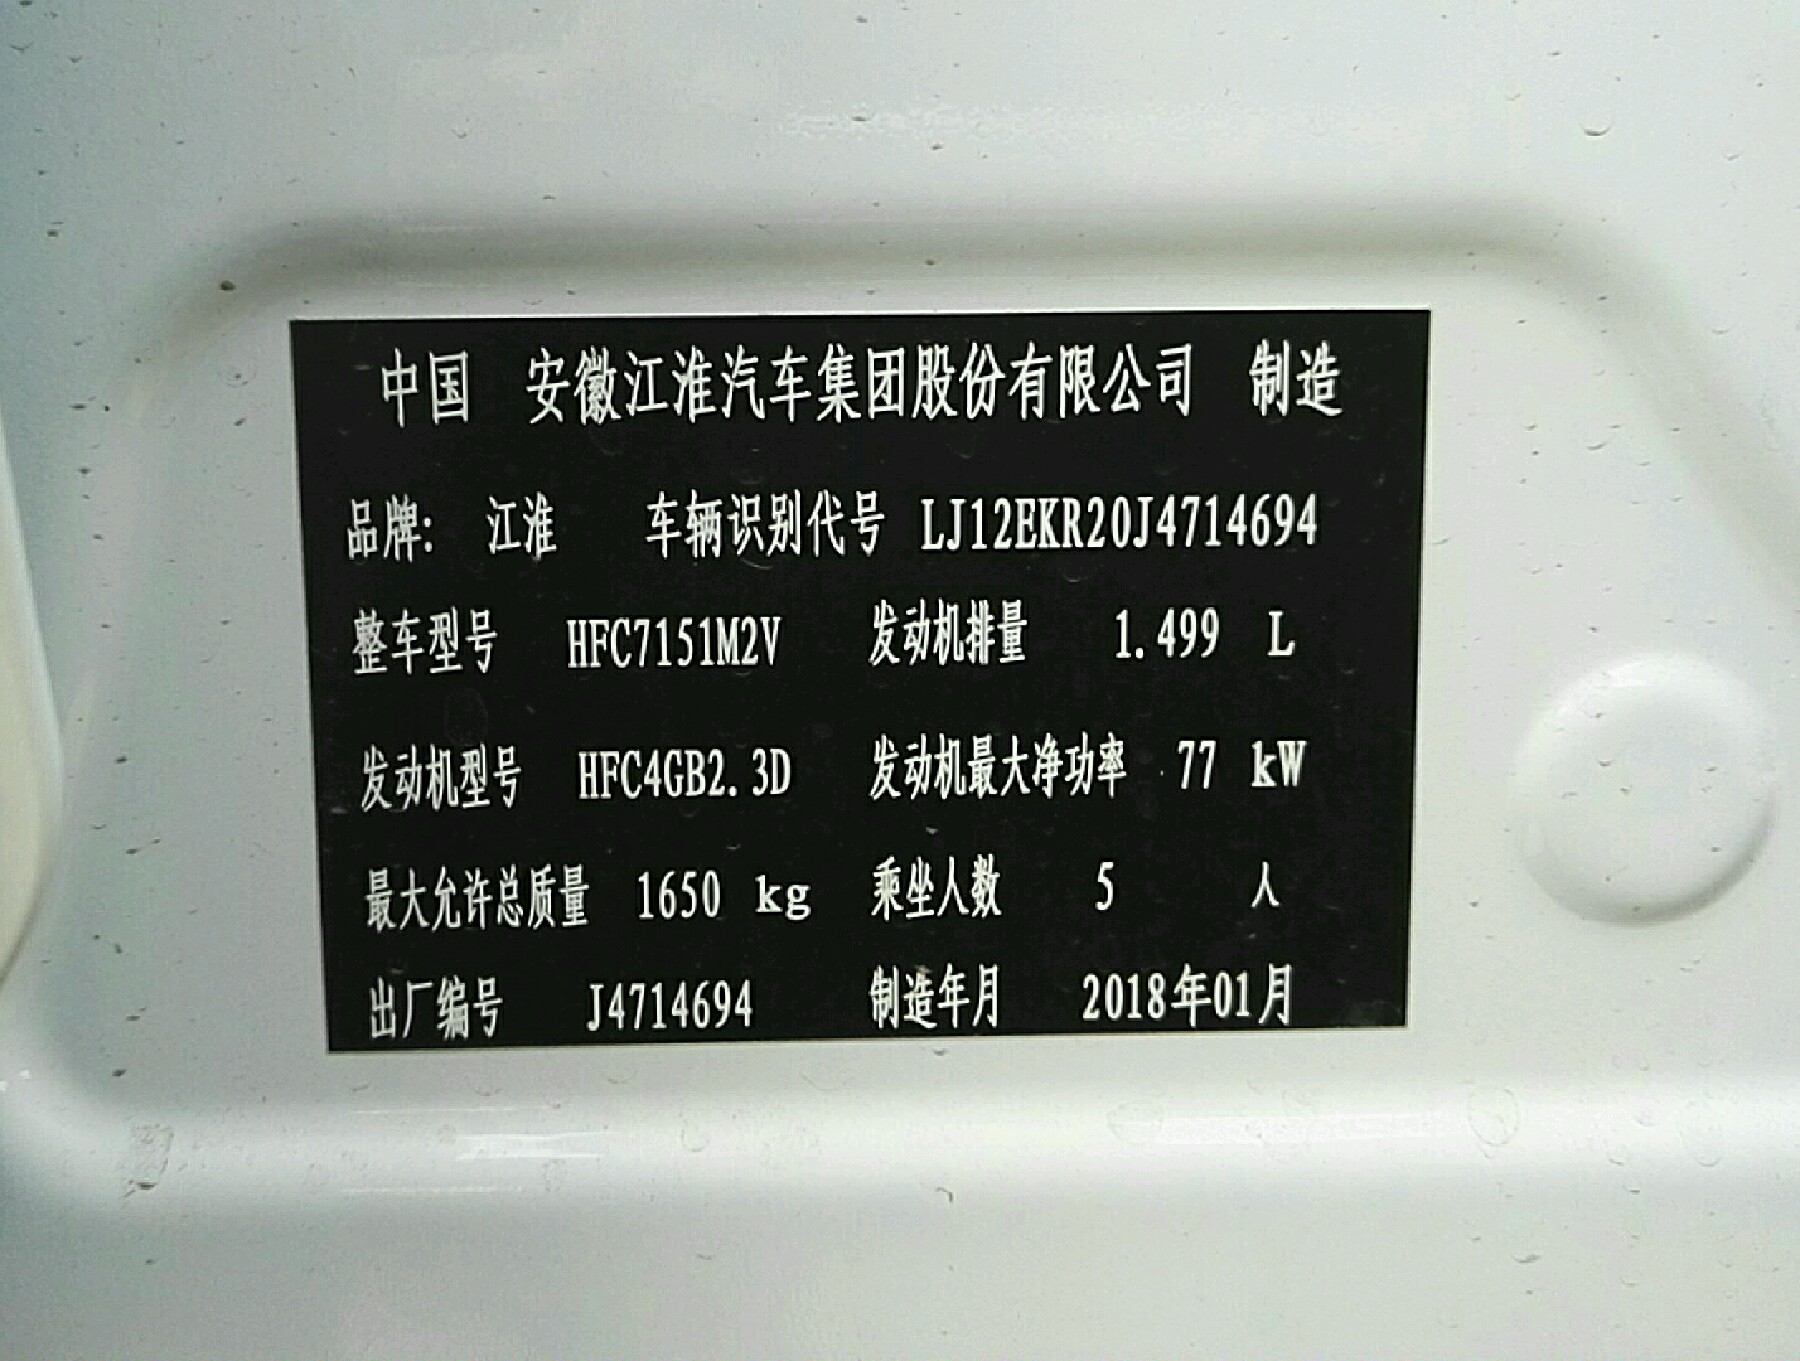 中国 安徽江淮汽车集团股份有限公司 制造
品牌: 江淮 车辆识别代号 LJ12EKR20J4714694
整车型号 HFC7151M2V 发动机排量 1.499 L
发动机型号 HFC4GB2.3D 发动机最大净功率 77 kW
最大允许总质量 1650 kg 乘坐人数 5 人
出厂编号 J4714694 制造年月 2018年01月